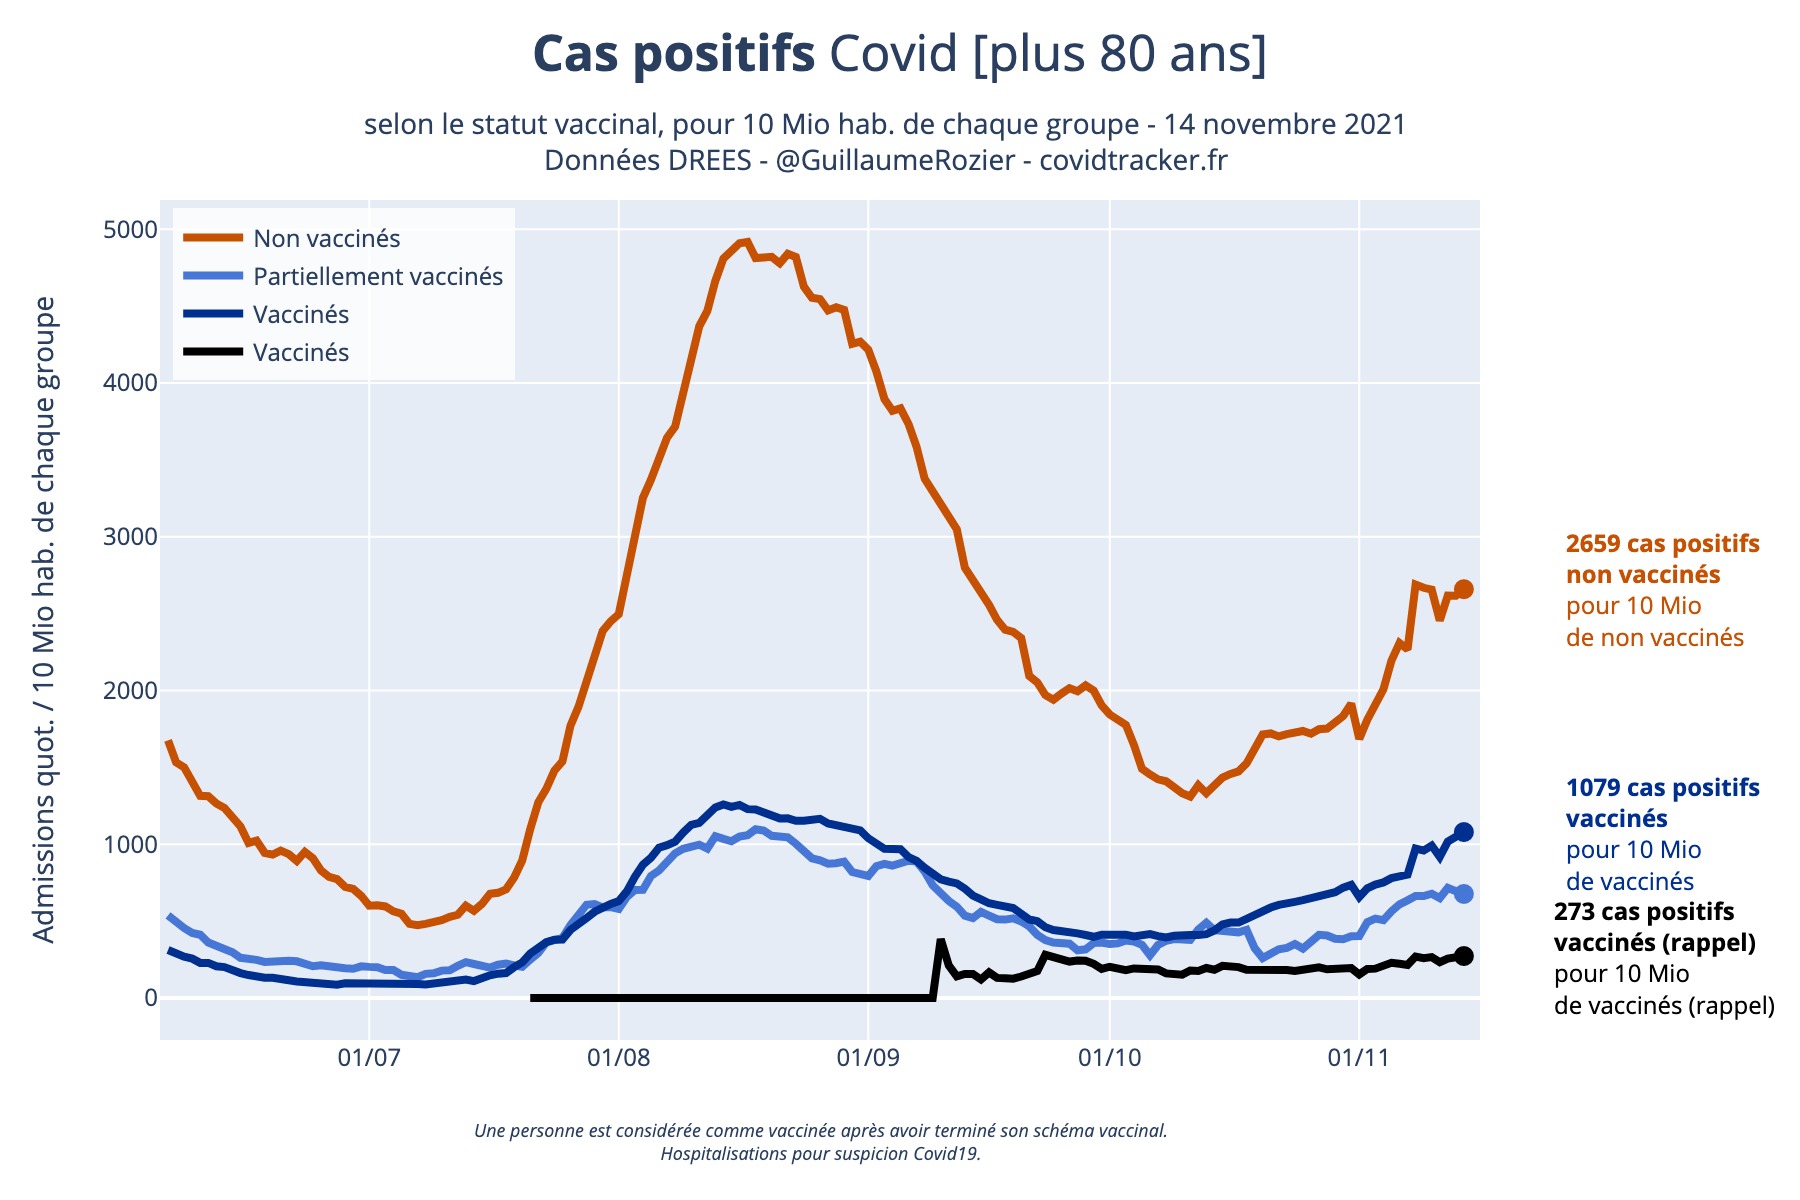 Cas positifs Covid [plus 80 ans]
selon le statut vaccinal, pour 10 Mio hab. de chaque groupe - 14 novembre 2021
Données DREES - @GuillaumeRozier - covidtracker.fr
Admissions quot. / 10 Mio hab. de chaque groupe
5000
4000
3000
2000
1000
0
Non vaccinés
Partiellement vaccinés
Vaccinés
Vaccinés
2659 cas positifs
non vaccinés
pour 10 Mio
de non vaccinés
1079 cas positifs
vaccinés
pour 10 Mio
de vaccinés
273 cas positifs
vaccinés (rappel)
pour 10 Mio
de vaccinés (rappel)
01/07
01/08
01/09
01/10
01/11
Une personne est considérée comme vaccinée après avoir terminé son schéma vaccinal.
Hospitalisations pour suspicion Covid19.